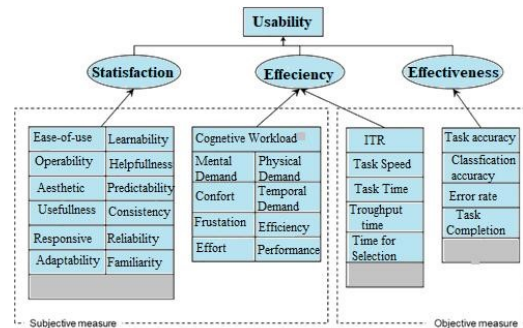 Usability
Statisfaction
Effeciency
Effectiveness
Ease-of-use Learnability
Operability Helpfullness
Aesthetic Predictability
Usefullness Consistency
Responsive Reliability
Adaptability Familiarity
Cognetive Workload
Mental Demand Physical Demand
Confort Temporal Demand
Frustation Efficiency
Effort Performance
ITR
Task Speed
Task Time
Troughput time
Time for Selection
Task accuracy
Classfication accuracy
Error rate
Task Completion
Subjective measure
Objective measure